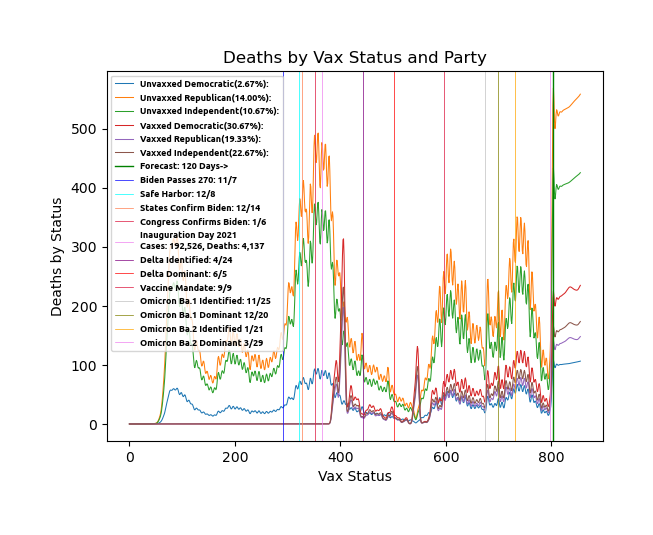 Deaths by Vax Status and Party
Deaths by Status
500
400
300
200
100
0
Unvaxxed Democratic(2.67%):
Unvaxxed Republican(14.00%):
Unvaxxed Independent(10.67%):
Vaxxed Democratic(30.67%):
Vaxxed Republican(19.33%):
Vaxxed Independent(22.67%):
Forecast: 120 Days->
Biden Passes 270: 11/7
Safe Harbor: 12/8
States Confirm Biden: 12/14
Congress Confirms Biden: 1/6
Inauguration Day 2021
Cases: 192,526, Deaths: 4,137
Delta Identified: 4/24
Delta Dominant: 6/5
Vaccine Mandate: 9/9
Omicron Ba.1 Identified: 11/25
Omicron Ba.1 Dominant 12/20
Omicron Ba.2 Identified 1/21
Omicron Ba.2 Dominant 3/29
0 200 400 600 800
Vax Status